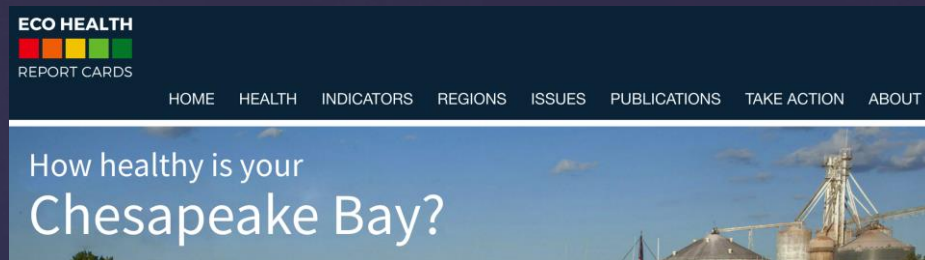 ECO HEALTH
REPORT CARDS
HOME HEALTH INDICATORS REGIONS ISSUES PUBLICATIONS TAKE ACTION ABOUT
How healthy is your
Chesapeake Bay?